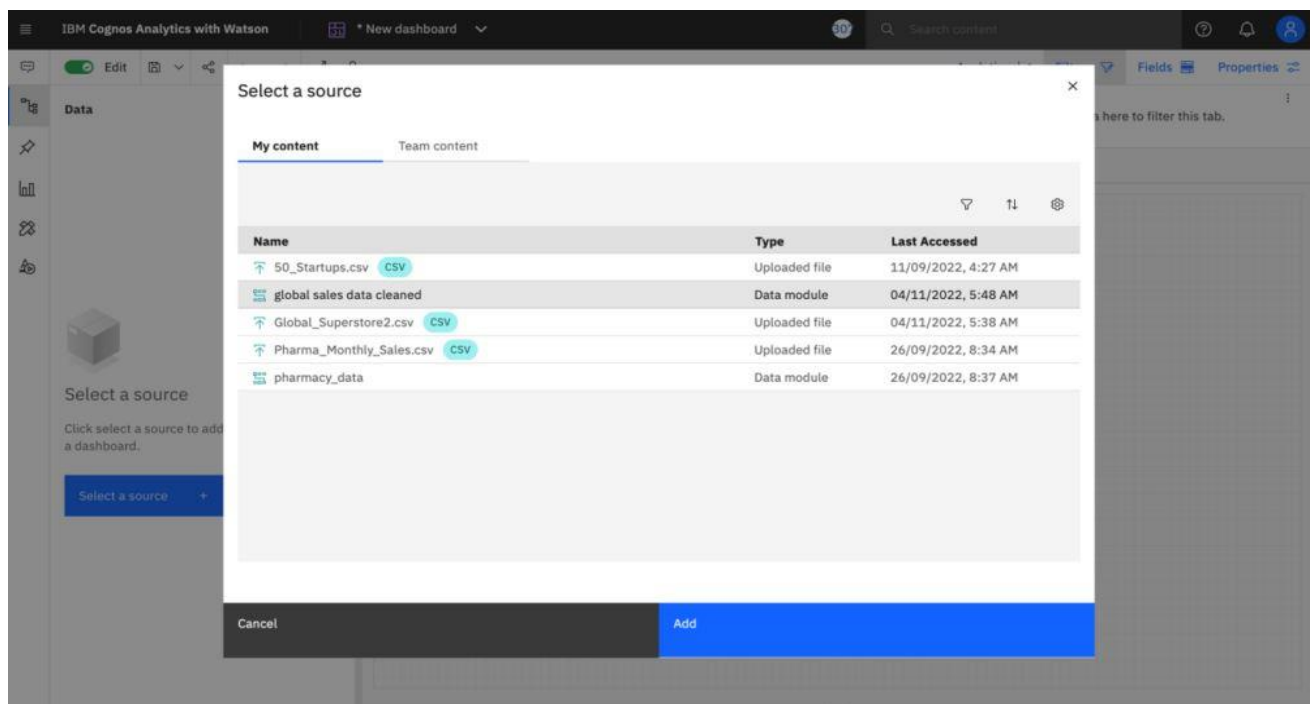 IBM Cognos Analytics with Watson
* New dashboard
30?
Search content
Edit
Fields
Properties
Data
here to filter this tab.
Select a source
My content
Team content
Name Type Last Accessed
50_Startups.csv CSV Uploaded file 11/09/2022, 4:27 AM
global sales data cleaned Data module 04/11/2022, 5:48 AM
Global_Superstore2.csv CSV Uploaded file 04/11/2022, 5:38 AM
Pharma_Monthly_Sales.csv CSV Uploaded file 26/09/2022, 8:34 AM
pharmacy_data Data module 26/09/2022, 8:37 AM
Select a source
Click select a source to add
a dashboard.
Select a source +
Cancel
Add